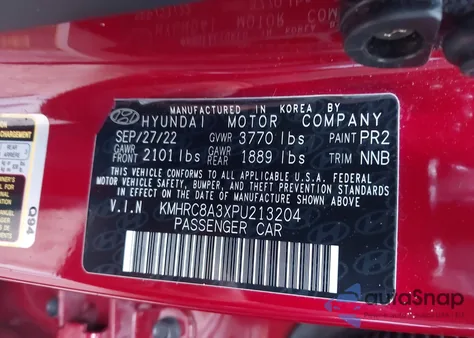 MANUFACTURED IN KOREA BY
HYUNDAI MOTOR COMPANY
SEP/27/22 GVWR 3770 lbs PAINT PR2
GAWR FRONT 2101 lbs GAWR REAR 1889 lbs TRIM NNB
THIS VEHICLE CONFORMS TO ALL APPLICABLE U.S.A. FEDERAL
MOTOR VEHICLE SAFETY, BUMPER, AND THEFT PREVENTION STANDARDS
IN EFFECT ON THE DATE OF MANUFACTURE SHOWN ABOVE.
V.I.N KMHRC8A3XPU213204
PASSENGER CAR
Q94
autoSnap